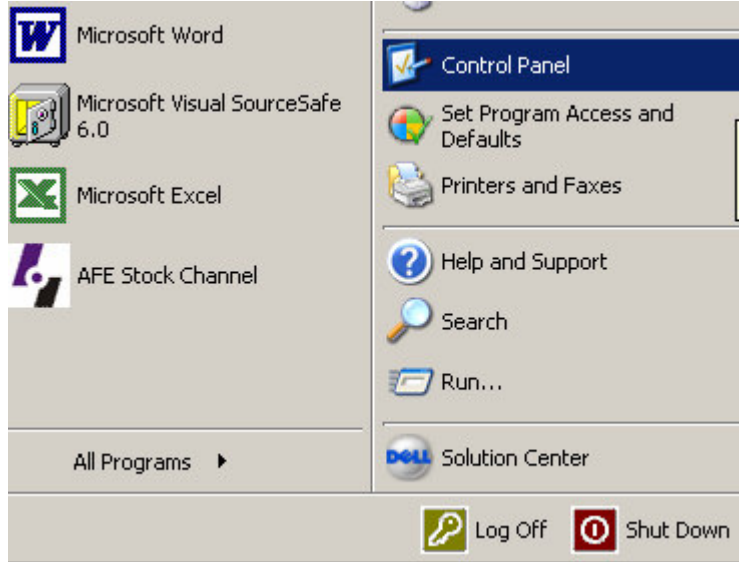 Microsoft Word
Microsoft Visual SourceSafe
6.0
Microsoft Excel
AFE Stock Channel
All Programs
Control Panel
Set Program Access and
Defaults
Printers and Faxes
Help and Support
Search
Run...
DELL
Solution Center
Log Off
Shut Down